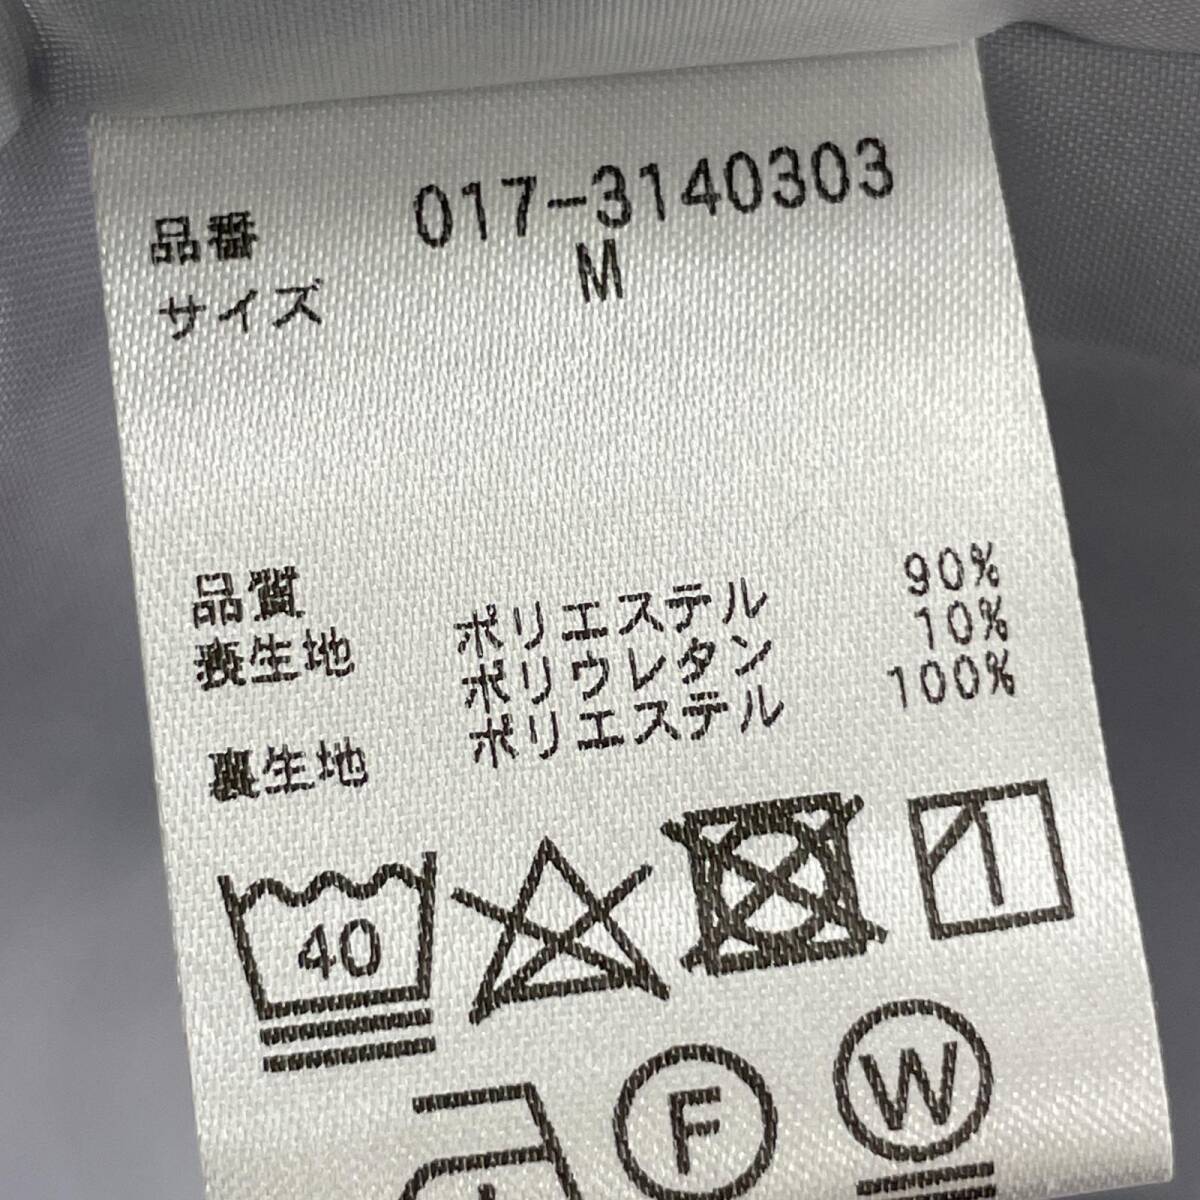 品番 017-3140303
サイズ M
品質
表生地 ポリエステル 90%
ポリウレタン 10%
裏生地 ポリエステル 100%
40
F
W